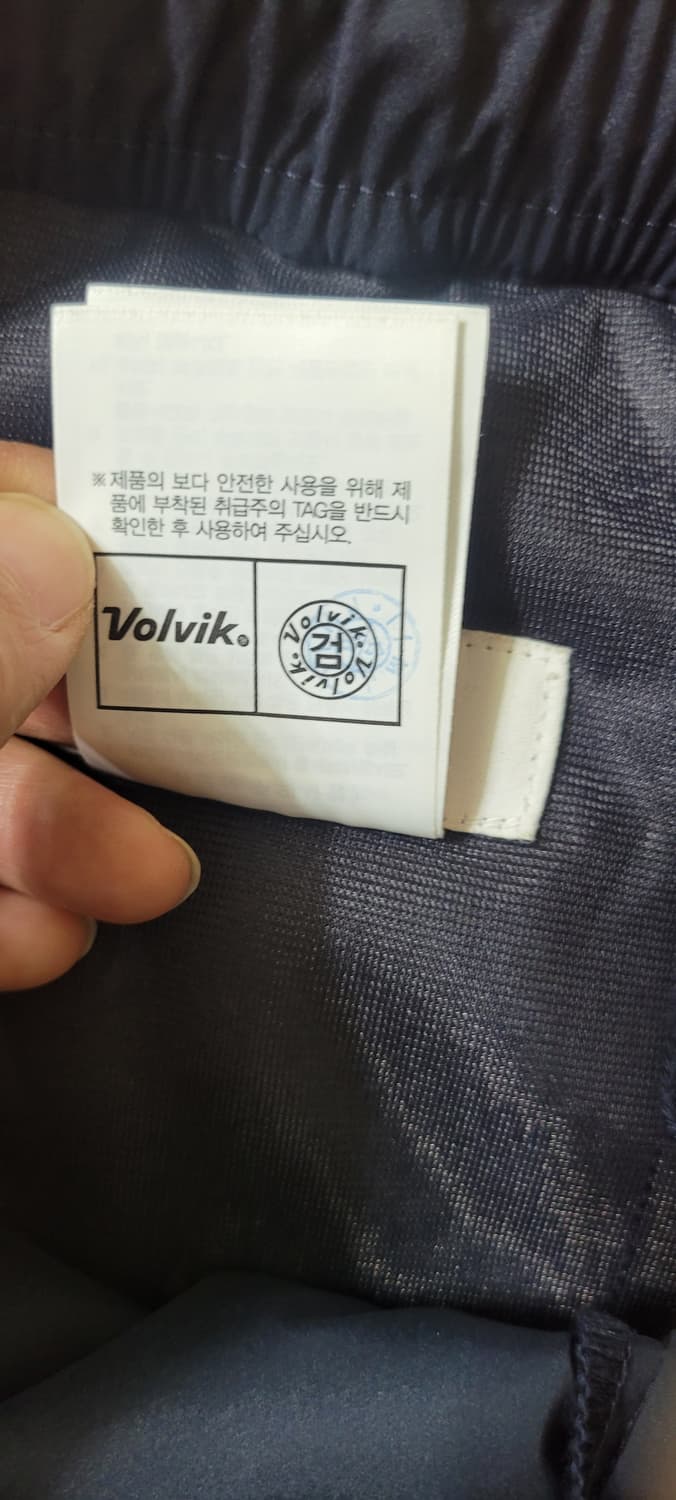 ※ 제품의 보다 안전한 사용을 위해 제
품에 부착된 취급주의 TAG을 반드시
확인한 후 사용하여 주십시오.
Volvik®
Volvik® Volvik®
검